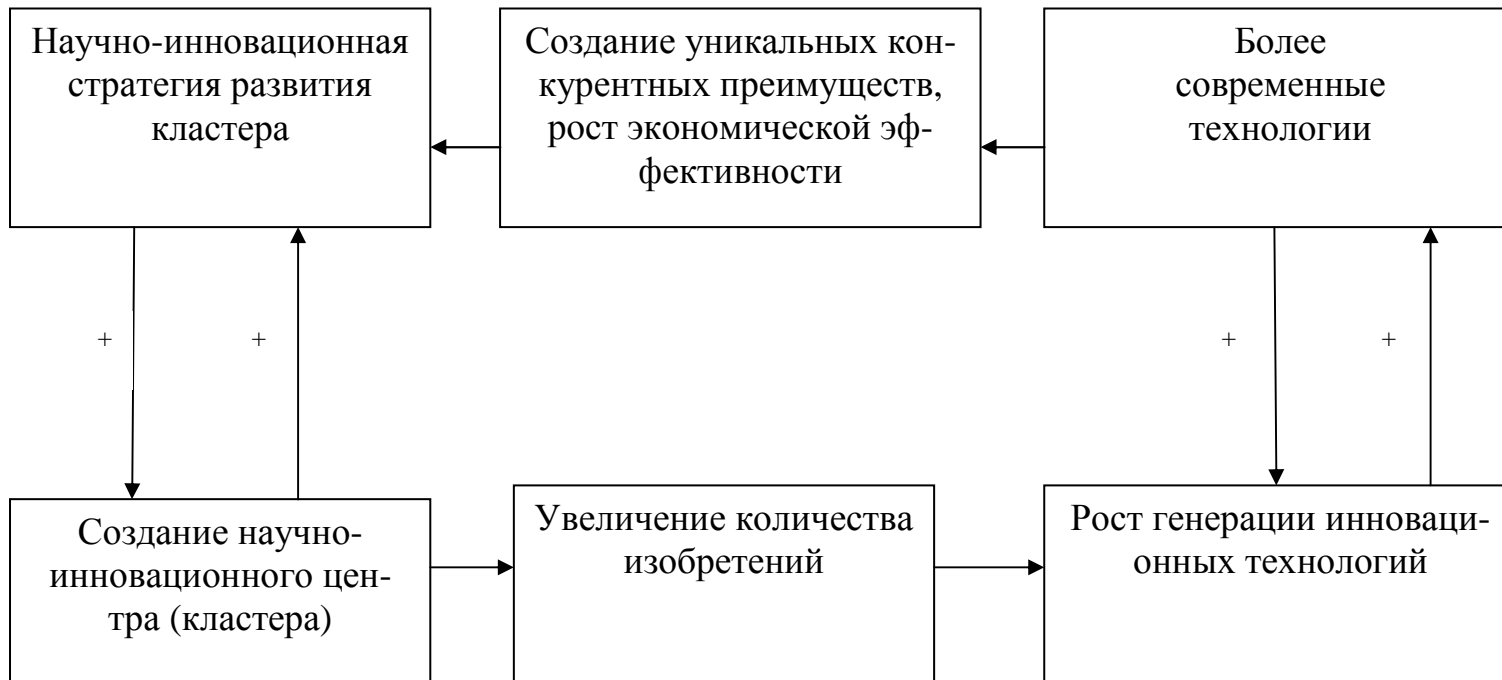 Научно-инновационная
стратегия развития
кластера
Создание уникальных кон-
курентных преимуществ,
рост экономической эф-
фективности
Более
современные
технологии
+
+
+
+
Создание научно-
инновационного цен-
тра (кластера)
Увеличение количества
изобретений
Рост генерации инноваци-
онных технологий